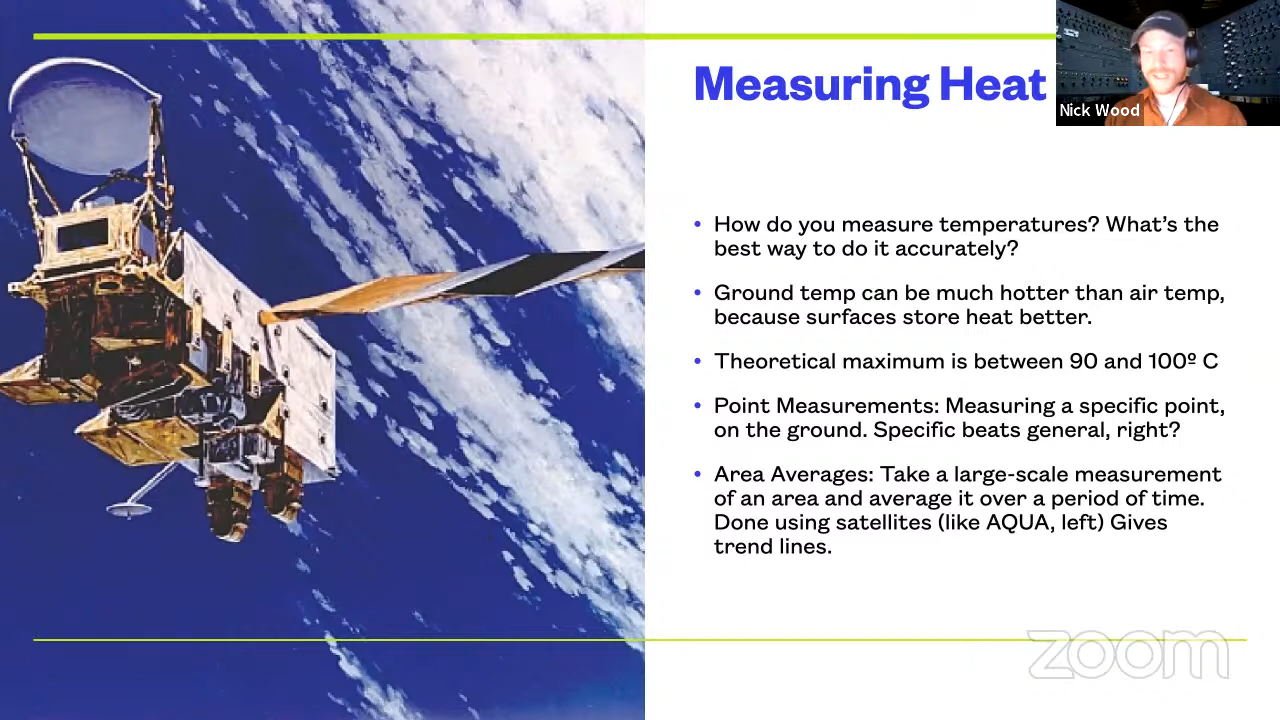 Measuring Heat
Nick Wood
• How do you measure temperatures? What's the
best way to do it accurately?
• Ground temp can be much hotter than air temp,
because surfaces store heat better.
• Theoretical maximum is between 90 and 100º C
• Point Measurements: Measuring a specific point,
on the ground. Specific beats general, right?
• Area Averages: Take a large-scale measurement
of an area and average it over a period of time.
Done using satellites (like AQUA, left) Gives
trend lines.
zoom